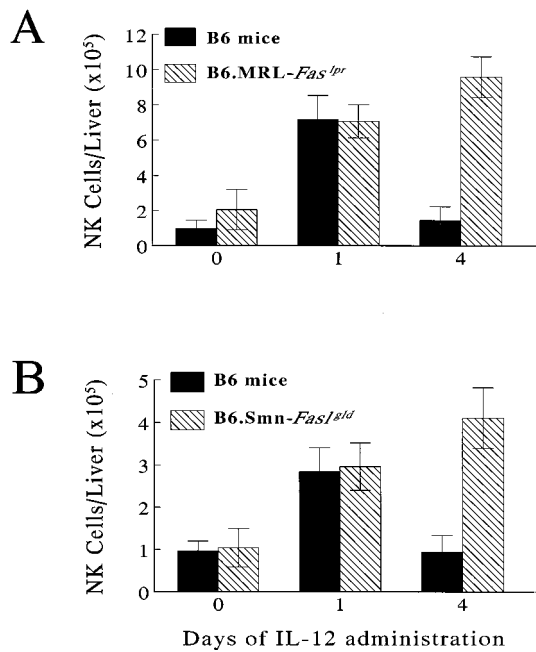 A
B6 mice
B6.MRL-Fas lpr
NK Cells/Liver (x10⁵)
12
10
8
6
4
2
0
0 1 4
B
B6 mice
B6.Smn-Fasl gld
NK Cells/Liver (x10⁵)
5
4
3
2
1
0
0 1 4
Days of IL-12 administration